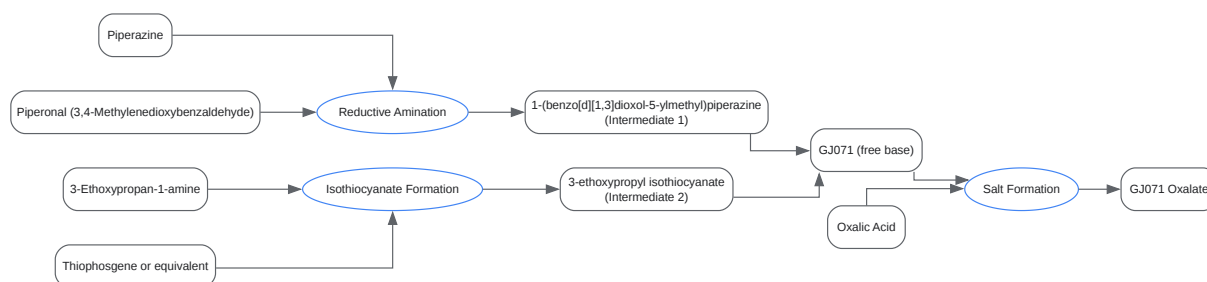 Piperazine
Piperonal (3,4-Methylenedioxybenzaldehyde)
Reductive Amination
1-(benzo[d][1,3]dioxol-5-ylmethyl)piperazine
(Intermediate 1)
GJ071 (free base)
3-Ethoxypropan-1-amine
Isothiocyanate Formation
3-ethoxypropyl isothiocyanate
(Intermediate 2)
Salt Formation
GJ071 Oxalate
Oxalic Acid
Thiophosgene or equivalent